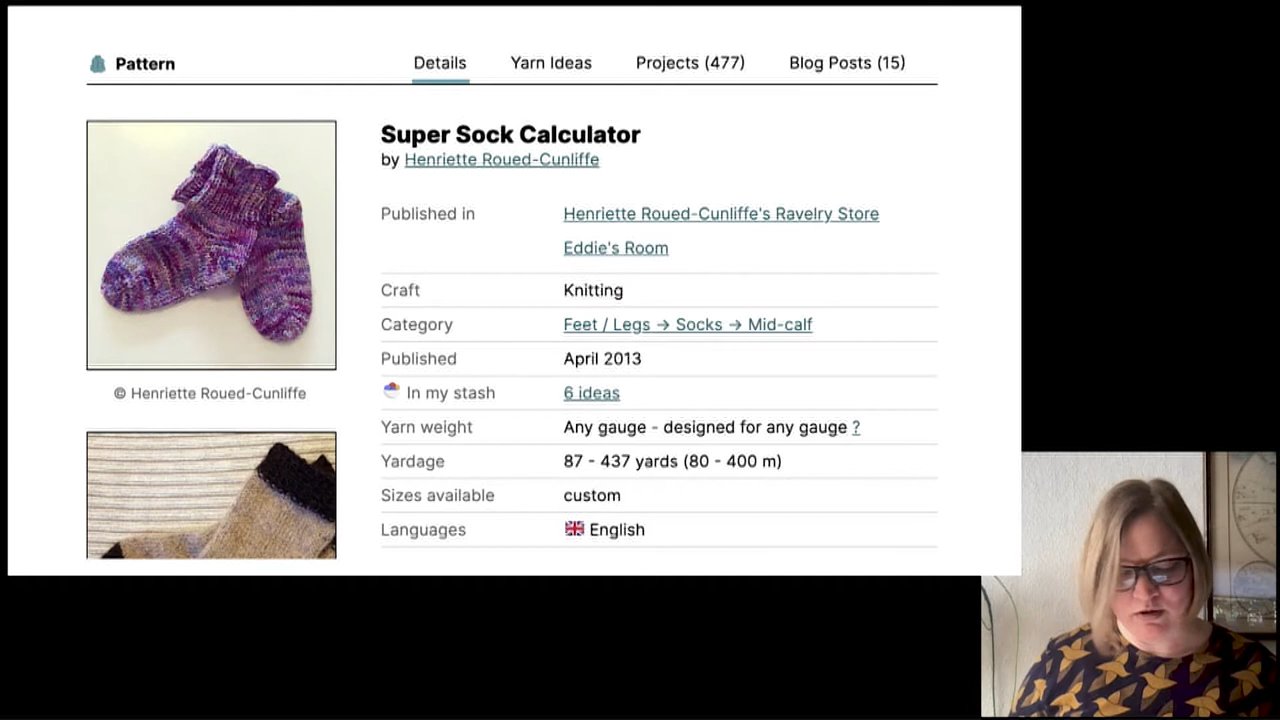 Pattern
Details Yarn Ideas Projects (477) Blog Posts (15)
Super Sock Calculator
by Henriette Roued-Cunliffe
Published in Henriette Roued-Cunliffe's Ravelry Store
Eddie's Room
Craft Knitting
Category Feet / Legs → Socks → Mid-calf
Published April 2013
In my stash 6 ideas
© Henriette Roued-Cunliffe
Yarn weight Any gauge - designed for any gauge ?
Yardage 87 - 437 yards (80 - 400 m)
Sizes available custom
Languages English